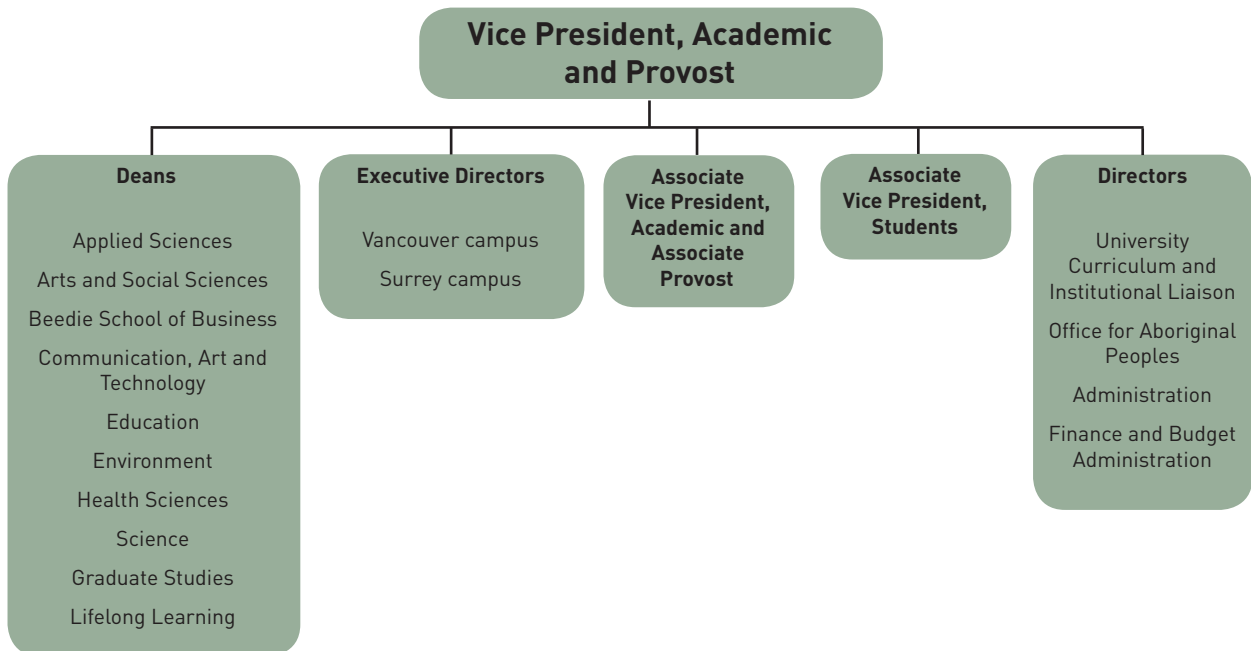 Vice President, Academic
and Provost
Deans
Applied Sciences
Arts and Social Sciences
Beedie School of Business
Communication, Art and
Technology
Education
Environment
Health Sciences
Science
Graduate Studies
Lifelong Learning
Executive Directors
Vancouver campus
Surrey campus
Associate
Vice President,
Academic and
Associate
Provost
Associate
Vice President,
Students
Directors
University
Curriculum and
Institutional Liaison
Office for Aboriginal
Peoples
Administration
Finance and Budget
Administration